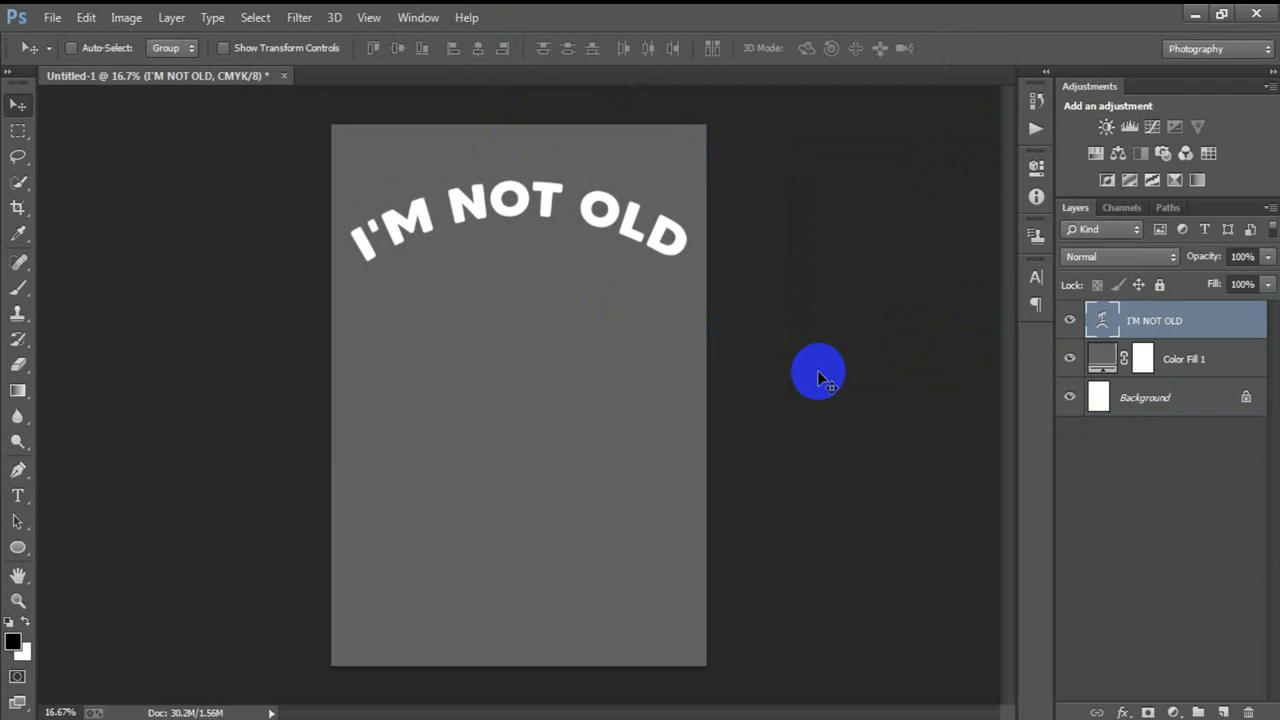 Ps File Edit Image Layer Type Select Filter 3D View Window Help
Auto-Select: Group Show Transform Controls 3D Mode: Photography
Untitled-1 @ 16.7% (I'M NOT OLD, CMYK/8) * ×
Adjustments
Add an adjustment
Layers Channels Paths
Kind
Normal Opacity: 100%
Lock: Fill: 100%
I'M NOT OLD
Color Fill 1
Background
I'M NOT OLD
16.67% Doc: 30.2M/1.56M